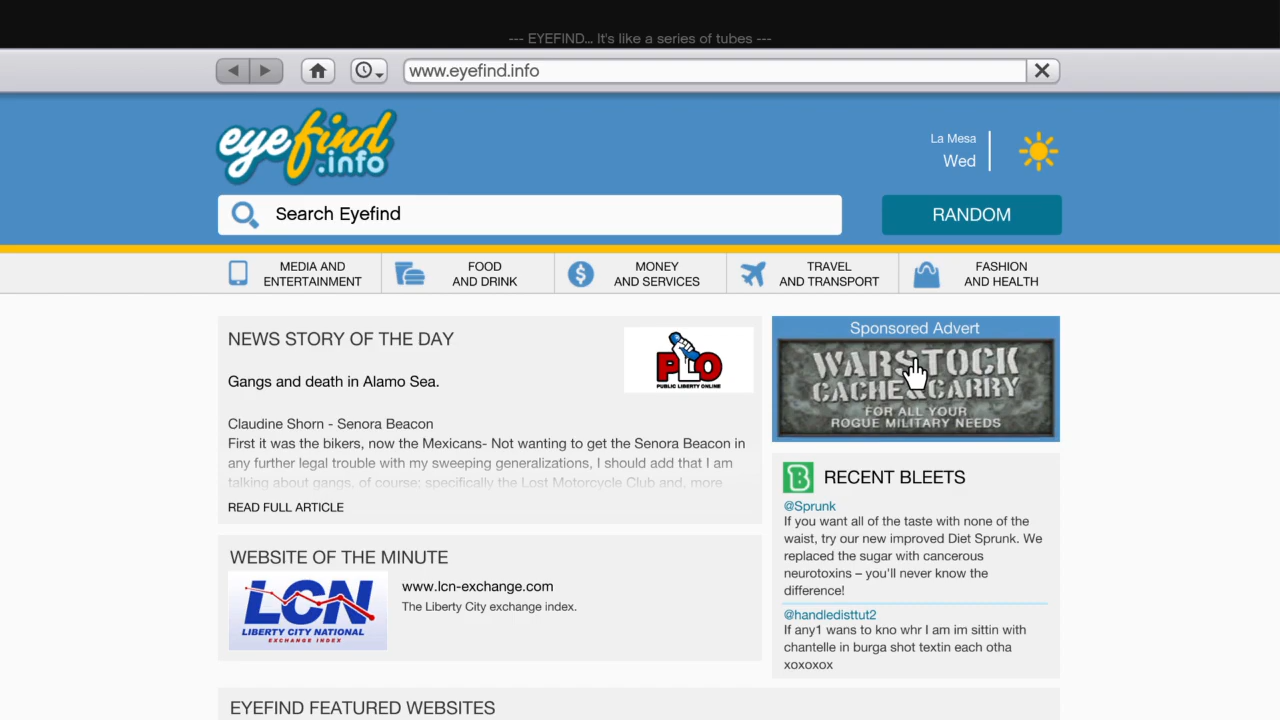 --- EYEFIND... It's like a series of tubes ---
www.eyefind.info
eyefind
.info
La Mesa
Wed
Search Eyefind
RANDOM
MEDIA AND
ENTERTAINMENT
FOOD
AND DRINK
MONEY
AND SERVICES
TRAVEL
AND TRANSPORT
FASHION
AND HEALTH
NEWS STORY OF THE DAY
PLO
PUBLIC LIBERTY ONLINE
Gangs and death in Alamo Sea.
Claudine Shorn - Senora Beacon
First it was the bikers, now the Mexicans- Not wanting to get the Senora Beacon in
any further legal trouble with my sweeping generalizations, I should add that I am
talking about gangs, of course; specifically the Lost Motorcycle Club and, more
READ FULL ARTICLE
WEBSITE OF THE MINUTE
LCN
LIBERTY CITY NATIONAL
EXCHANGE INDEX
www.lcn-exchange.com
The Liberty City exchange index.
EYEFIND FEATURED WEBSITES
Sponsored Advert
WARSTOCK
CACHE & CARRY
FOR ALL YOUR
ROGUE MILITARY NEEDS
B
RECENT BLEETS
@Sprunk
If you want all of the taste with none of the
waist, try our new improved Diet Sprunk. We
replaced the sugar with cancerous
neurotoxins – you'll never know the
difference!
@handledisttut2
If any1 wans to kno whr I am im sittin with
chantelle in burga shot textin each otha
xoxoxox